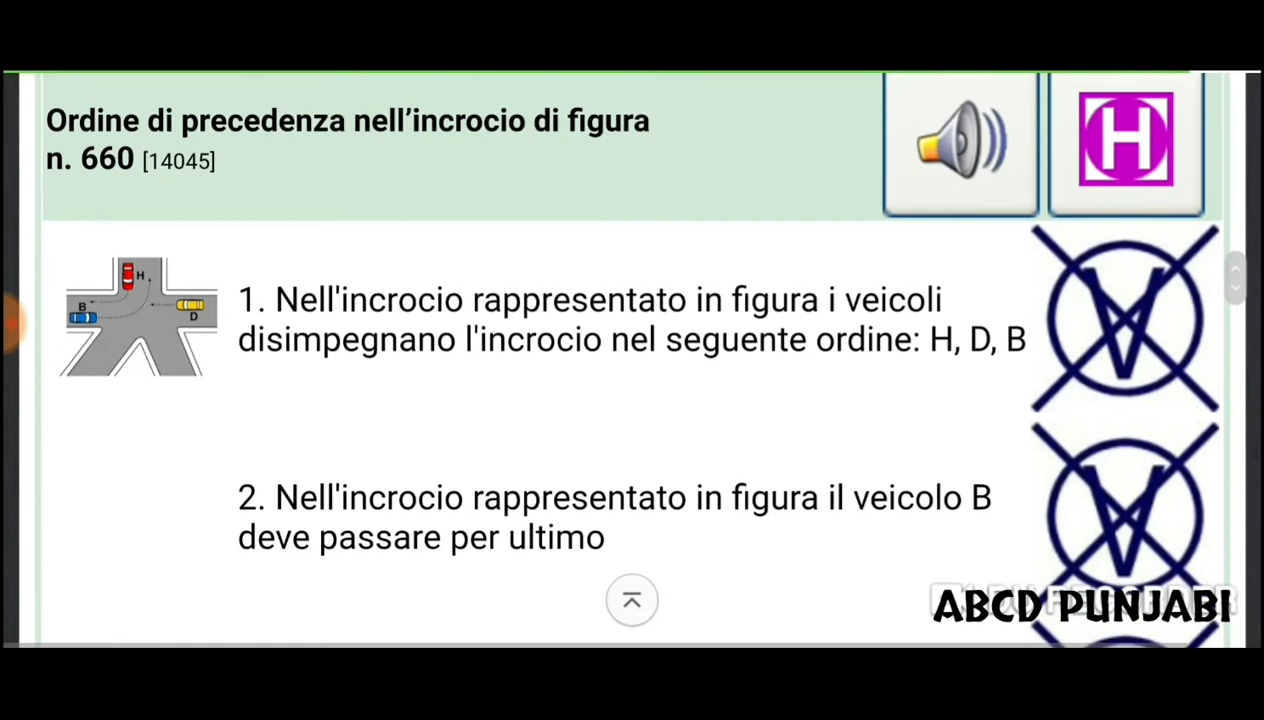 Ordine di precedenza nell’incrocio di figura
n. 660 [14045]
H
H
B
D
1. Nell'incrocio rappresentato in figura i veicoli
disimpegnano l'incrocio nel seguente ordine: H, D, B
V
2. Nell'incrocio rappresentato in figura il veicolo B
deve passare per ultimo
V
ABCD PUNJABI